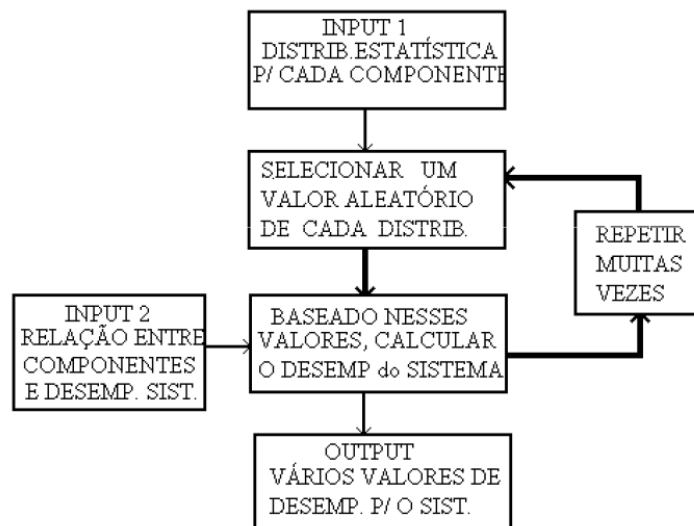 INPUT 1
DISTRIB.ESTATÍSTICA
P/ CADA COMPONENTE
SELECIONAR UM
VALOR ALEATÓRIO
DE CADA DISTRIB.
REPETIR
MUITAS
VEZES
INPUT 2
RELAÇÃO ENTRE
COMPONENTES
E DESEMP. SIST.
BASEADO NESSES
VALORES, CALCULAR
O DESEMP do SISTEMA
OUTPUT
VÁRIOS VALORES DE
DESEMP. P/ O SIST.